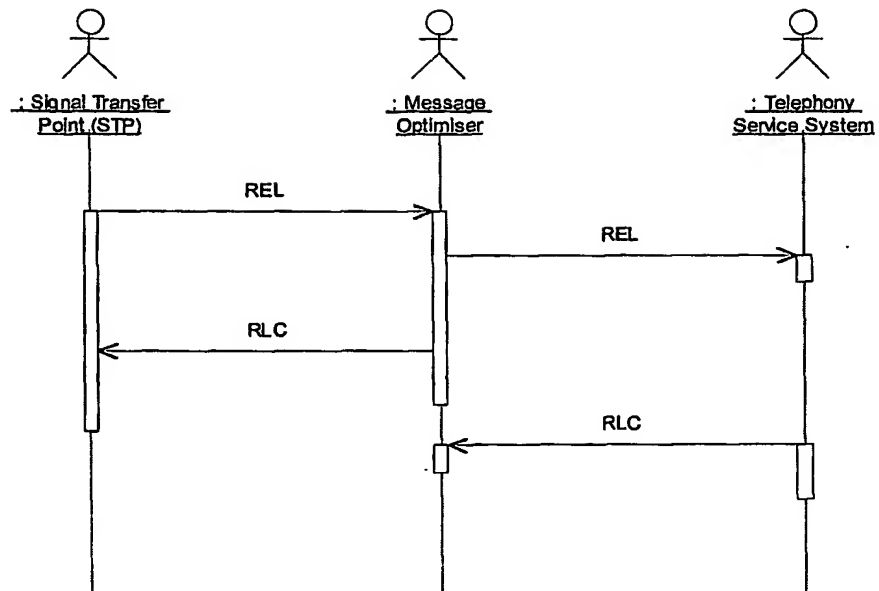 : Signal Transfer
Point (STP)
: Message
Optimiser
: Telephony
Service System
REL
REL
RLC
RLC